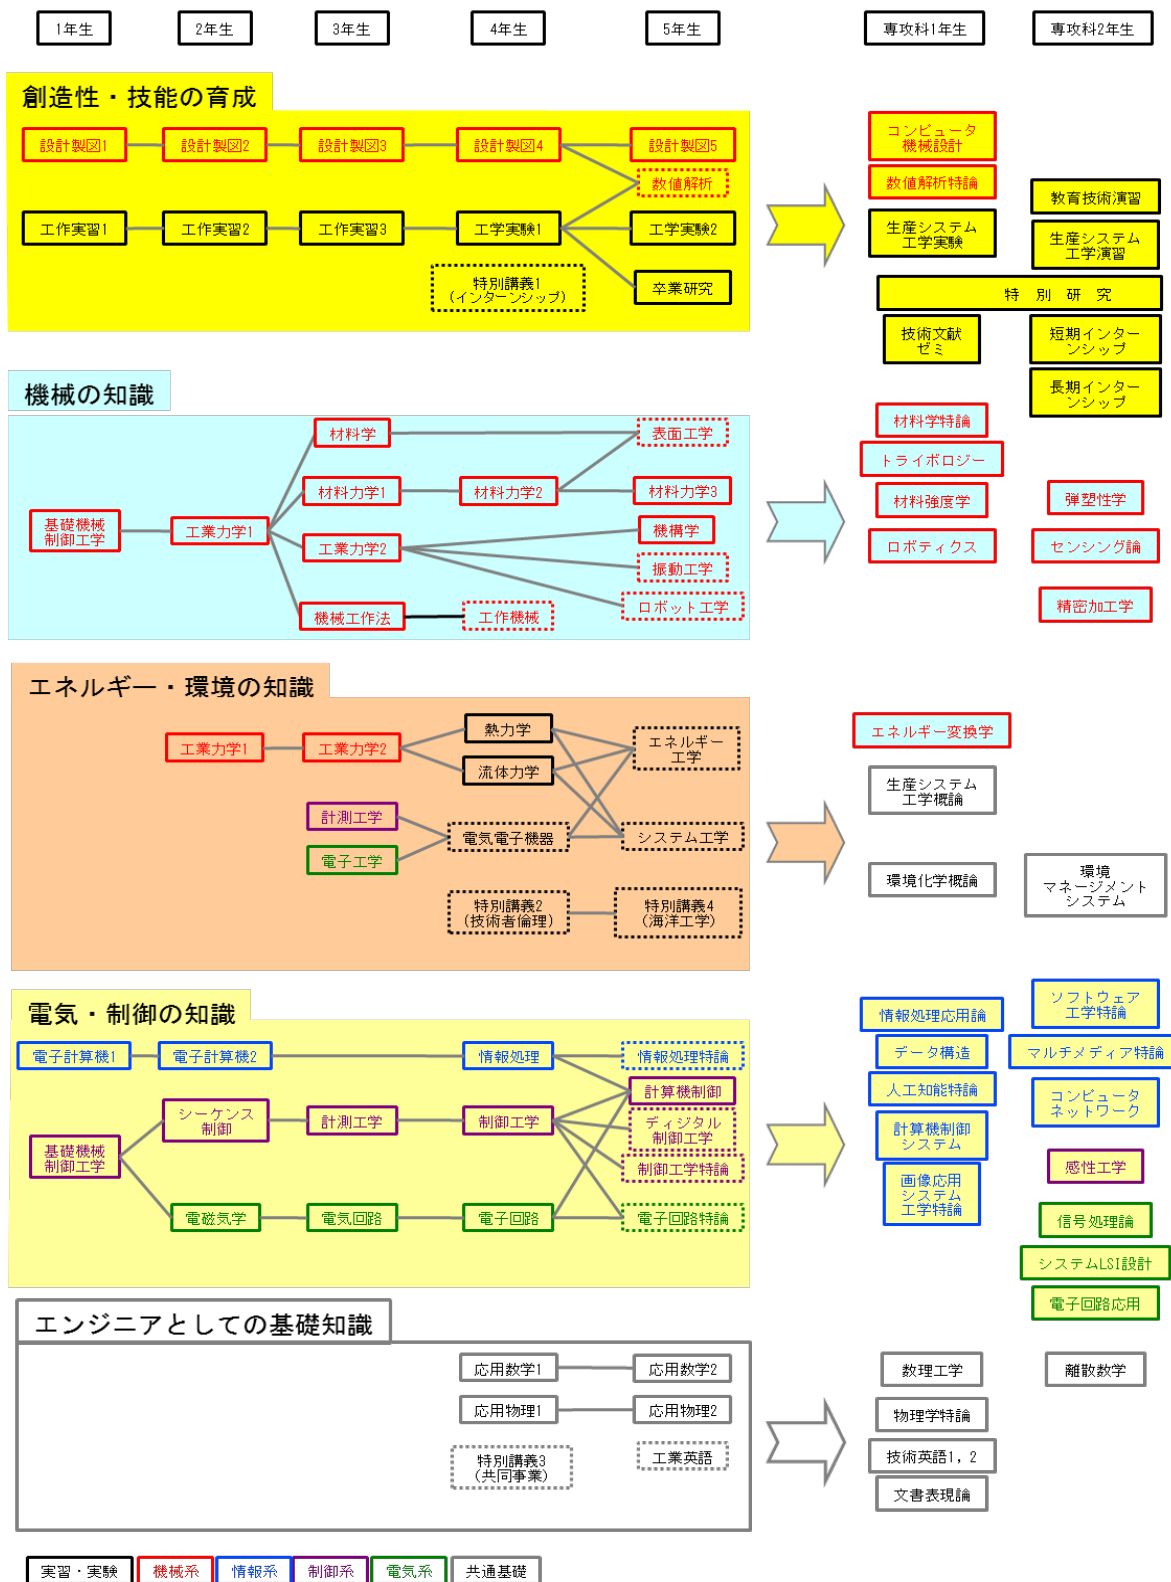 1年生 2年生 3年生 4年生 5年生 専攻科1年生 専攻科2年生
創造性・技能の育成
設計製図1 設計製図2 設計製図3 設計製図4 設計製図5
数値解析
工作実習1 工作実習2 工作実習3 工学実験1 工学実験2
特別講義1
(インターンシップ)
卒業研究
コンピュータ
機械設計
数値解析特論
生産システム
工学実験
教育技術演習
生産システム
工学演習
特 別 研 究
技術文献
ゼミ
短期インター
ンシップ
長期インター
ンシップ
機械の知識
材料学 表面工学
材料力学1 材料力学2 材料力学3
基礎機械
制御工学
工業力学1
工業力学2
機構学
振動工学
ロボット工学
機械工作法 工作機械
材料学特論
トライボロジー
材料強度学
ロボティクス
弾塑性学
センシング論
精密加工学
エネルギー・環境の知識
工業力学1 工業力学2
熱力学
流体力学
エネルギー
工学
計測工学
電子工学
電気電子機器
システム工学
特別講義2
(技術者倫理)
特別講義4
(海洋工学)
エネルギー変換学
生産システム
工学概論
環境化学概論
環境
マネージメント
システム
電気・制御の知識
電子計算機1 電子計算機2 情報処理 情報処理特論
計算機制御
シーケンス
制御
計測工学 制御工学
ディジタル
制御工学
基礎機械
制御工学
制御工学特論
電磁気学 電気回路 電子回路 電子回路特論
情報処理応用論
データ構造
人工知能特論
計算機制御
システム
画像応用
システム
工学特論
ソフトウェア
工学特論
マルチメディア特論
コンピュータ
ネットワーク
感性工学
信号処理論
システムLSI設計
電子回路応用
エンジニアとしての基礎知識
応用数学1 応用数学2
応用物理1 応用物理2
特別講義3
(共同事業)
工業英語
数理工学 離散数学
物理学特論
技術英語1,2
文書表現論
実習・実験 機械系 情報系 制御系 電気系 共通基礎